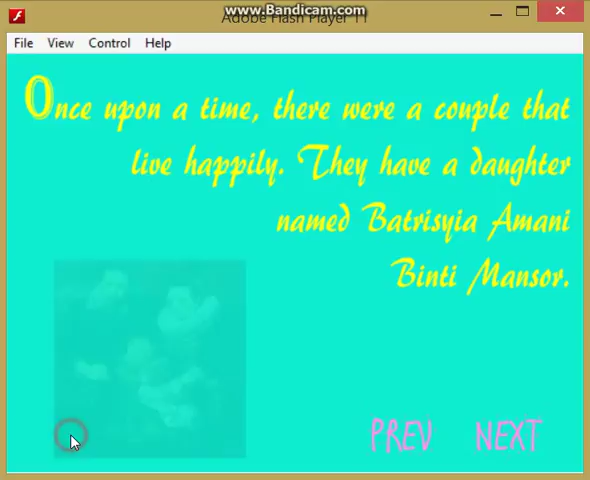 www.Bandicam.com
Adobe Flash Player 11
File View Control Help
Once upon a time, there were a couple that
live happily. They have a daughter
named Batrisyia Amani
Binti Mansor.
PREV NEXT